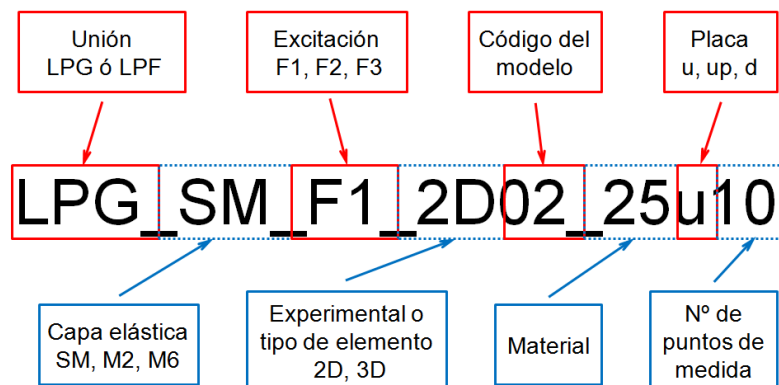 Unión
LPG ó LPF
Excitación
F1, F2, F3
Código del
modelo
Placa
u, up, d
LPG_SM_F1_2D02_25u10
Capa elástica
SM, M2, M6
Experimental o
tipo de elemento
2D, 3D
Material
Nº de
puntos de
medida